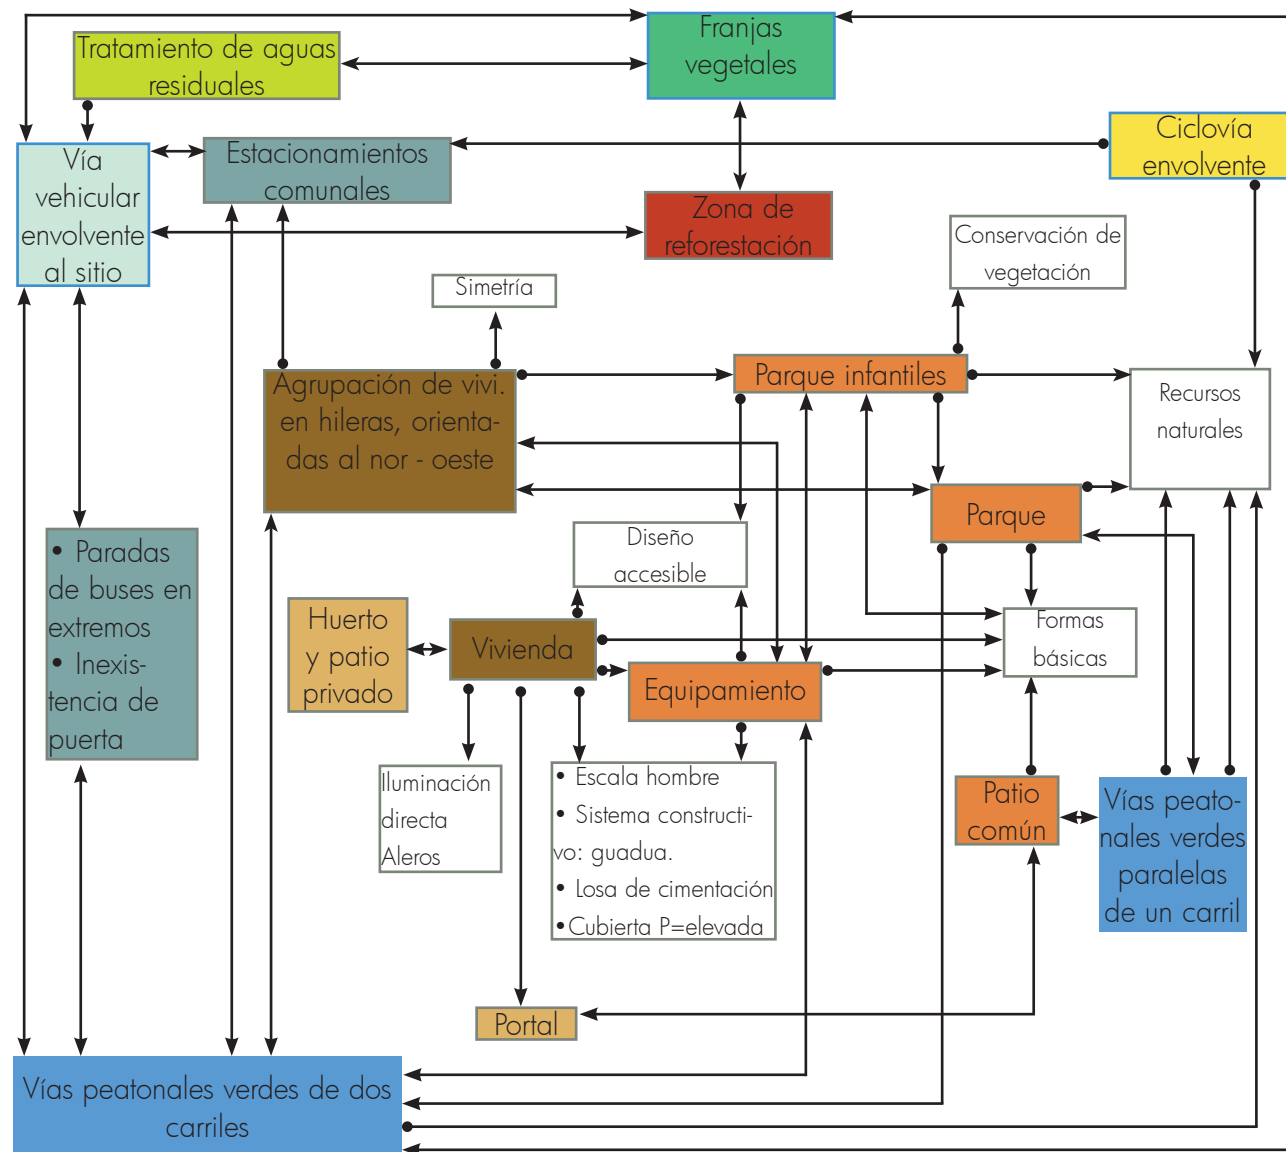 Franjas
vegetales
Tratamiento de aguas
residuales
Ciclovía
envolvente
Vía
vehicular
envolvente
al sitio
Estacionamientos
comunales
Zona de
reforestación
Conservación de
vegetación
Simetría
Agrupación de vivi.
en hileras, orienta-
das al nor - oeste
Parque infantiles
Recursos
naturales
Parque
• Paradas
de buses en
extremos
• Inexis-
tencia de
puerta
Diseño
accesible
Huerto
y patio
privado
Vivienda
Formas
básicas
Equipamiento
Iluminación
directa
Aleros
• Escala hombre
• Sistema constructi-
vo: guadua.
• Losa de cimentación
• Cubierta P=elevada
Patio
común
Vías peato-
nales verdes
paralelas
de un carril
Portal
Vías peatonales verdes de dos
carriles